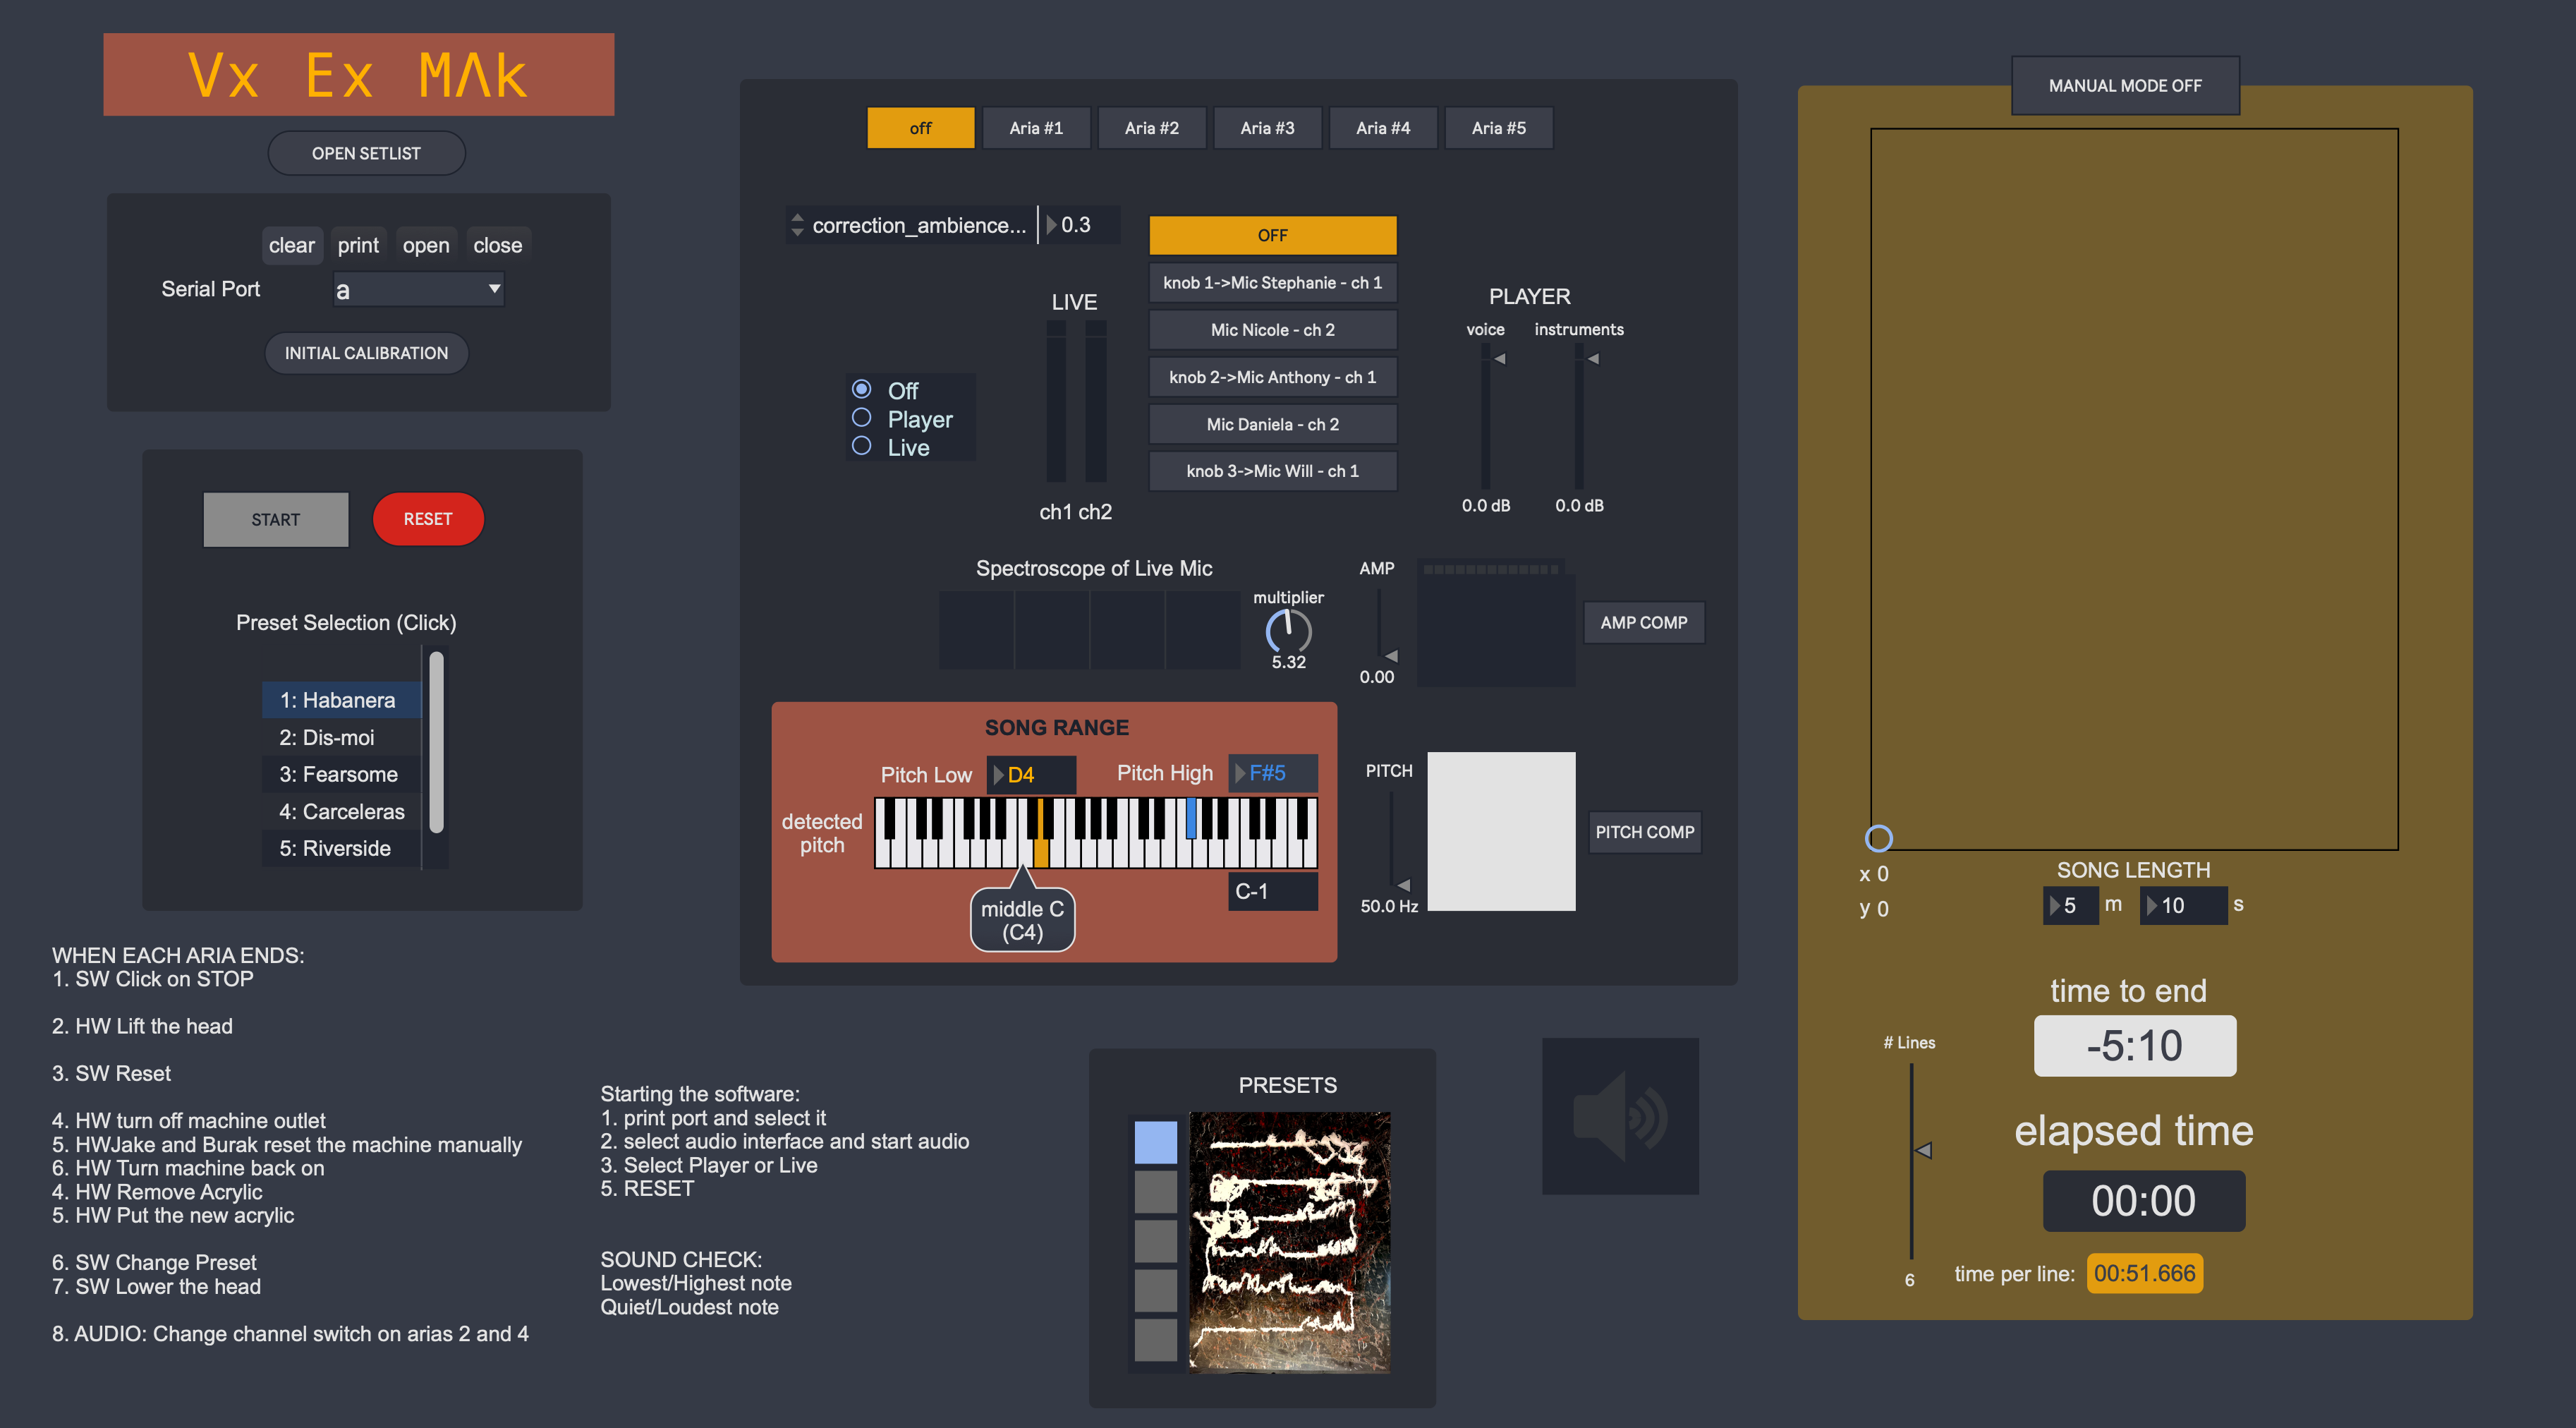 Vx Ex MΛk
OPEN SETLIST
clear print open close
Serial Port a
INITIAL CALIBRATION
START RESET
Preset Selection (Click)
1: Habanera
2: Dis-moi
3: Fearsome
4: Carceleras
5: Riverside
WHEN EACH ARIA ENDS:
1. SW Click on STOP
2. HW Lift the head
3. SW Reset
4. HW turn off machine outlet
5. HWJake and Burak reset the machine manually
6. HW Turn machine back on
4. HW Remove Acrylic
5. HW Put the new acrylic
6. SW Change Preset
7. SW Lower the head
8. AUDIO: Change channel switch on arias 2 and 4
Starting the software:
1. print port and select it
2. select audio interface and start audio
3. Select Player or Live
5. RESET
SOUND CHECK:
Lowest/Highest note
Quiet/Loudest note
off Aria #1 Aria #2 Aria #3 Aria #4 Aria #5
correction_ambience... 0.3
OFF
knob 1->Mic Stephanie - ch 1
Mic Nicole - ch 2
knob 2->Mic Anthony - ch 1
Mic Daniela - ch 2
knob 3->Mic Will - ch 1
LIVE
Off
Player
Live
ch1 ch2
PLAYER
voice instruments
0.0 dB 0.0 dB
Spectroscope of Live Mic
multiplier
5.32
AMP
0.00
AMP COMP
SONG RANGE
Pitch Low D4 Pitch High F#5
detected
pitch
C-1
middle C
(C4)
PITCH
50.0 Hz
PITCH COMP
PRESETS
MANUAL MODE OFF
x 0
y 0
SONG LENGTH
5 m 10 s
time to end
-5:10
# Lines
6
elapsed time
00:00
time per line: 00:51.666